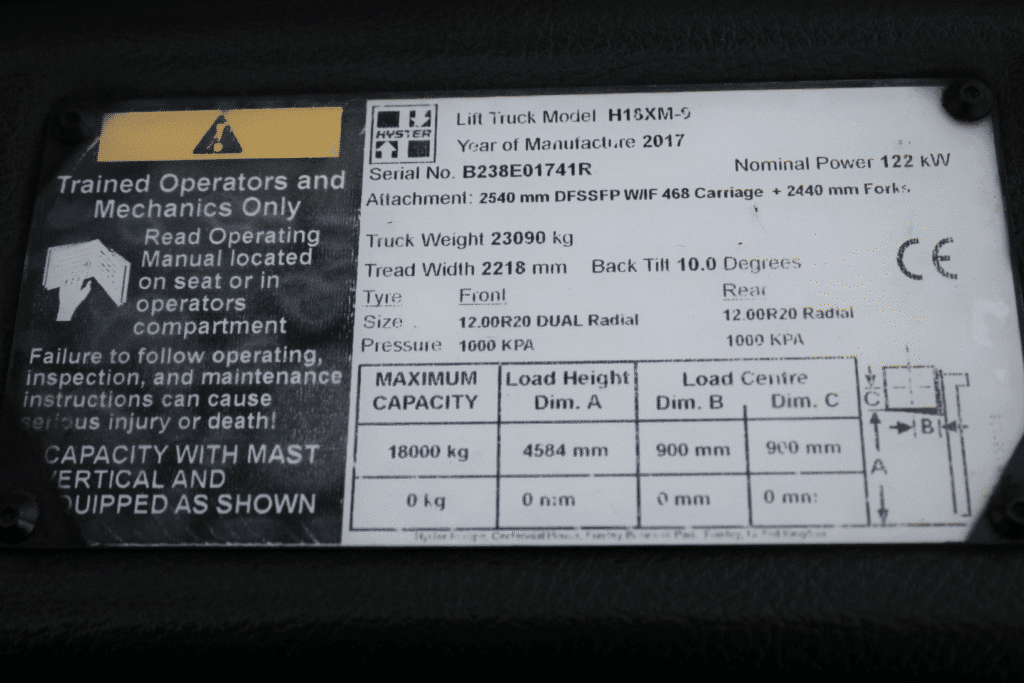 Trained Operators and
Mechanics Only
Read Operating
Manual located
on seat or in
operators
compartment
Failure to follow operating,
inspection, and maintenance
instructions can cause
serious injury or death!
CAPACITY WITH MAST
VERTICAL AND
QUIPPED AS SHOWN
HYSTER
Lift Truck Model H18XM-9
Year of Manufacture 2017
Serial No. B238E01741R
Nominal Power 122 kW
Attachment: 2540 mm DFSSFP W/IF 468 Carriage + 2440 mm Forks.
Truck Weight 23090 kg
Tread Width 2218 mm Back Tilt 10.0 Degrees
CE
Tyre Front Rear
Size 12.00R20 DUAL Radial 12.00R20 Radial
Pressure 1000 KPA 1000 KPA
MAXIMUM CAPACITY Load Height Dim. A Load Centre Dim. B Dim. C
18000 kg 4584 mm 900 mm 900 mm
0 kg 0 mm 0 mm 0 mm
C
B
A